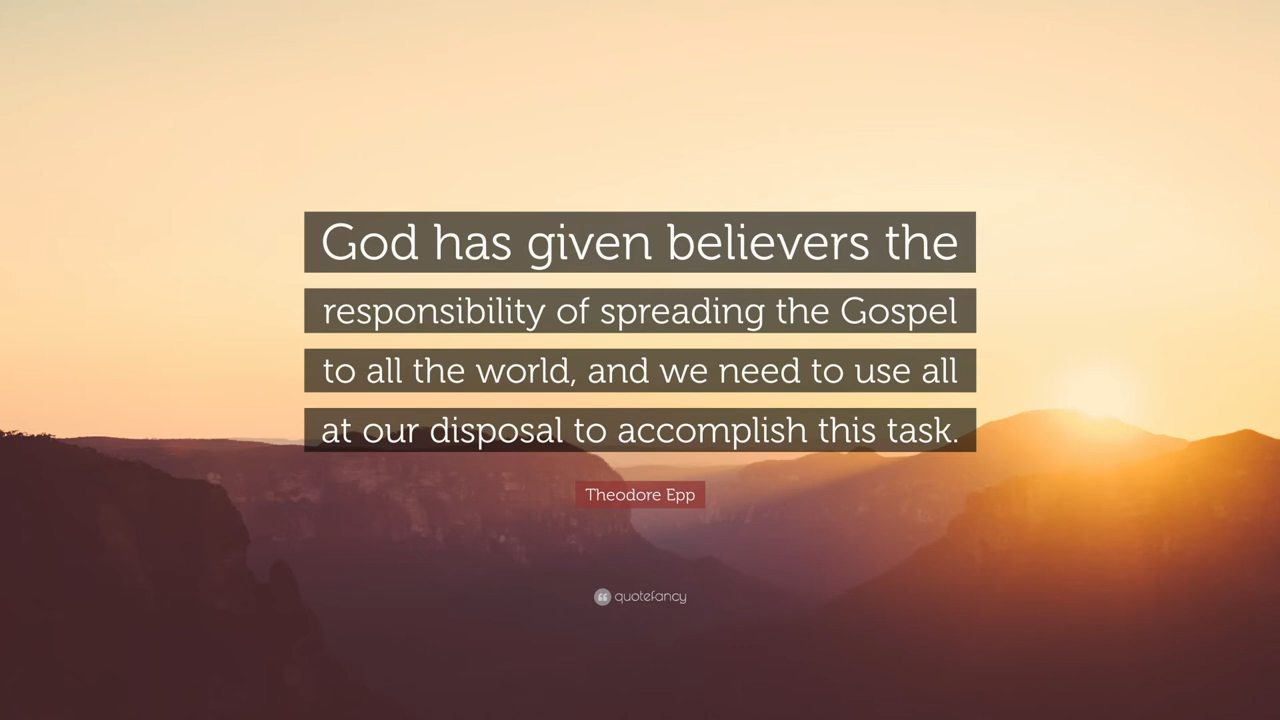 God has given believers the
responsibility of spreading the Gospel
to all the world, and we need to use all
at our disposal to accomplish this task.
Theodore Epp
quotefancy